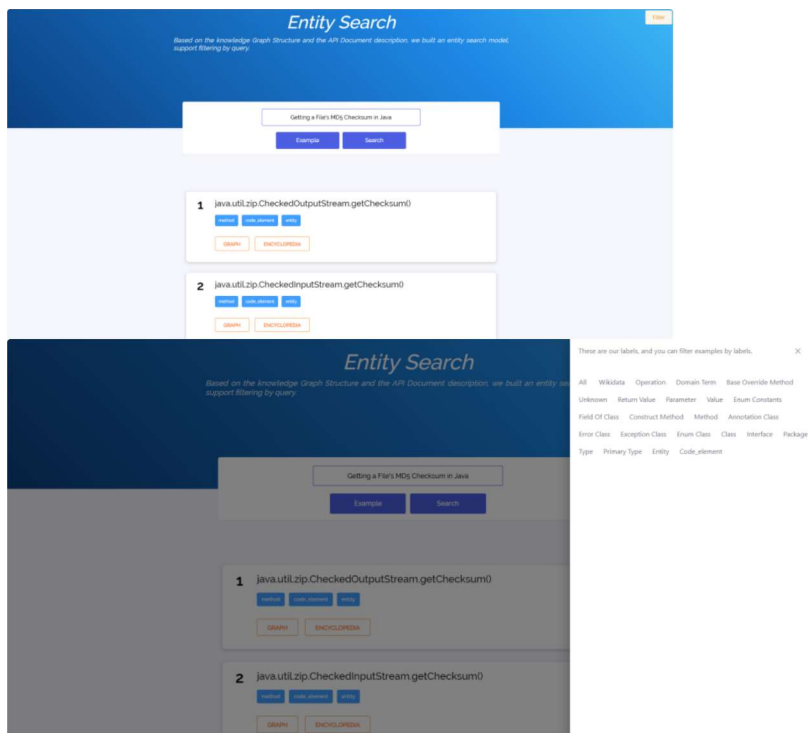 Entity Search
Filter
Based on the knowledge Graph Structure and the API Document description, we built an entity search model,
support filtering by query.
Getting a File's MD5 Checksum in Java
Example Search
1 java.util.zip.CheckedOutputStream.getChecksum()
method code_element entity
GRAPH ENCYCLOPEDIA
2 java.util.zip.CheckedInputStream.getChecksum()
method code_element entity
GRAPH ENCYCLOPEDIA
Entity Search
Based on the knowledge Graph Structure and the API Document description, we built an entity
support filtering by query.
Getting a File's MD5 Checksum in Java
Example Search
1 java.util.zip.CheckedOutputStream.getChecksum()
method code_element entity
GRAPH ENCYCLOPEDIA
2 java.util.zip.CheckedInputStream.getChecksum()
method code_element entity
GRAPH ENCYCLOPEDIA
These are our labels, and you can filter examples by labels.
All Wikidata Operation Domain Term Base Override Method
Unknown Return Value Parameter Value Enum Constants
Field Of Class Construct Method Method Annotation Class
Error Class Exception Class Enum Class Class Interface Package
Type Primary Type Entity Code_element